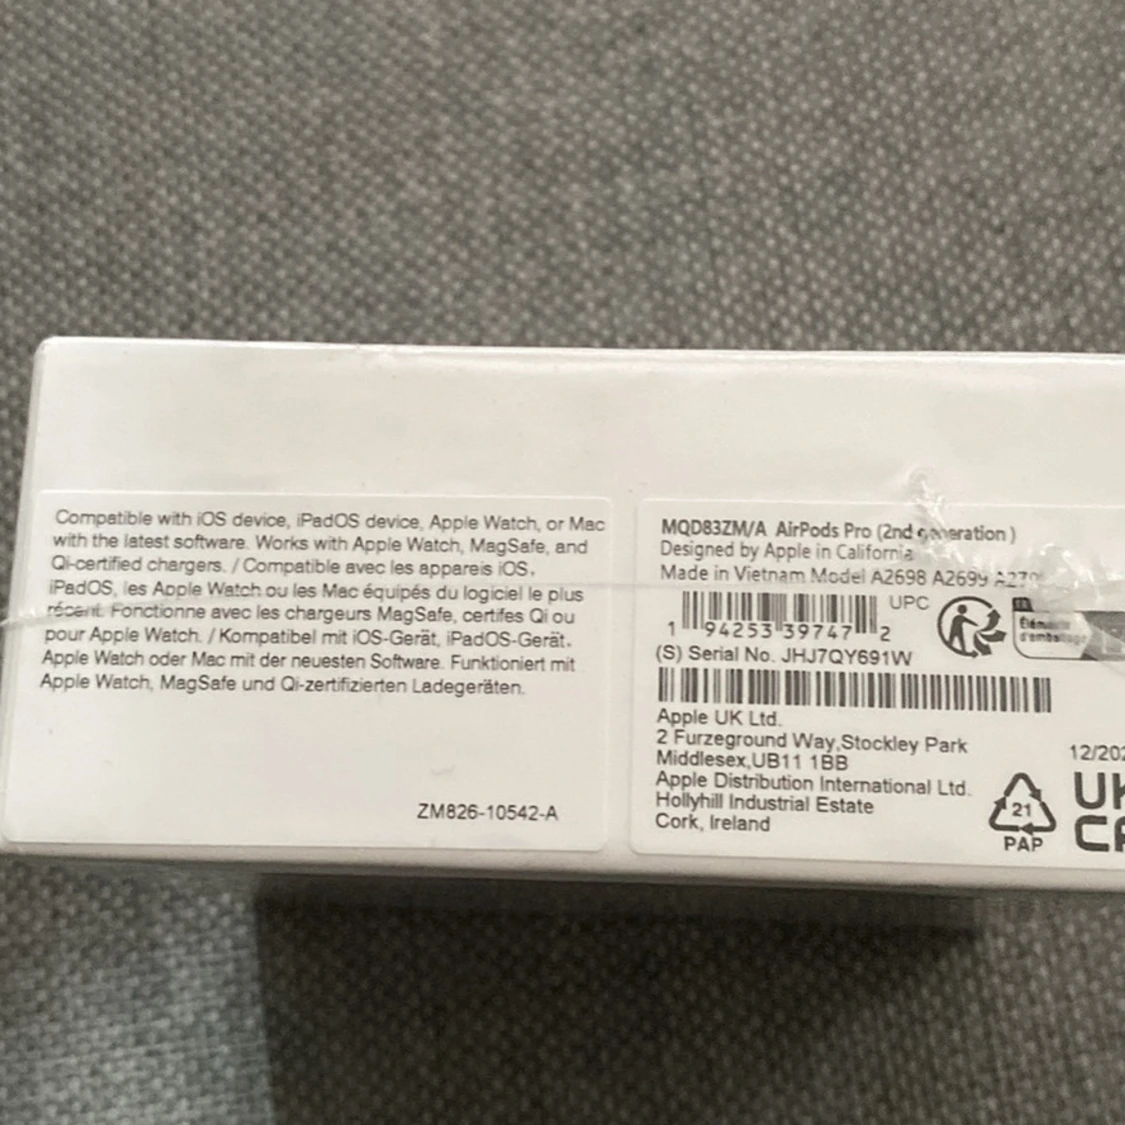 Compatible with iOS device, iPadOS device, Apple Watch, or Mac
with the latest software. Works with Apple Watch, MagSafe, and
Qi-certified chargers. / Compatible avec les appareis iOS,
iPadOS, les Apple Watch ou les Mac équipés du logiciel le plus
récent. Fonctionne avec les chargeurs MagSafe, certifes Qi ou
pour Apple Watch. / Kompatibel mit iOS-Gerät, iPadOS-Gerät,
Apple Watch oder Mac mit der neuesten Software. Funktioniert mit
Apple Watch, MagSafe und Qi-zertifizierten Ladegeräten.
ZM826-10542-A
MQD83ZM/A AirPods Pro (2nd generation)
Designed by Apple in California
Made in Vietnam Model A2698 A2699
UPC
1 94253 39747 2
Élément
d'emballage
(S) Serial No. JHJ7QY691W
Apple UK Ltd.
2 Furzeground Way,Stockley Park
Middlesex,UB11 1BB
Apple Distribution International Ltd.
Hollyhill Industrial Estate
Cork, Ireland
21
PAP
UK
CA